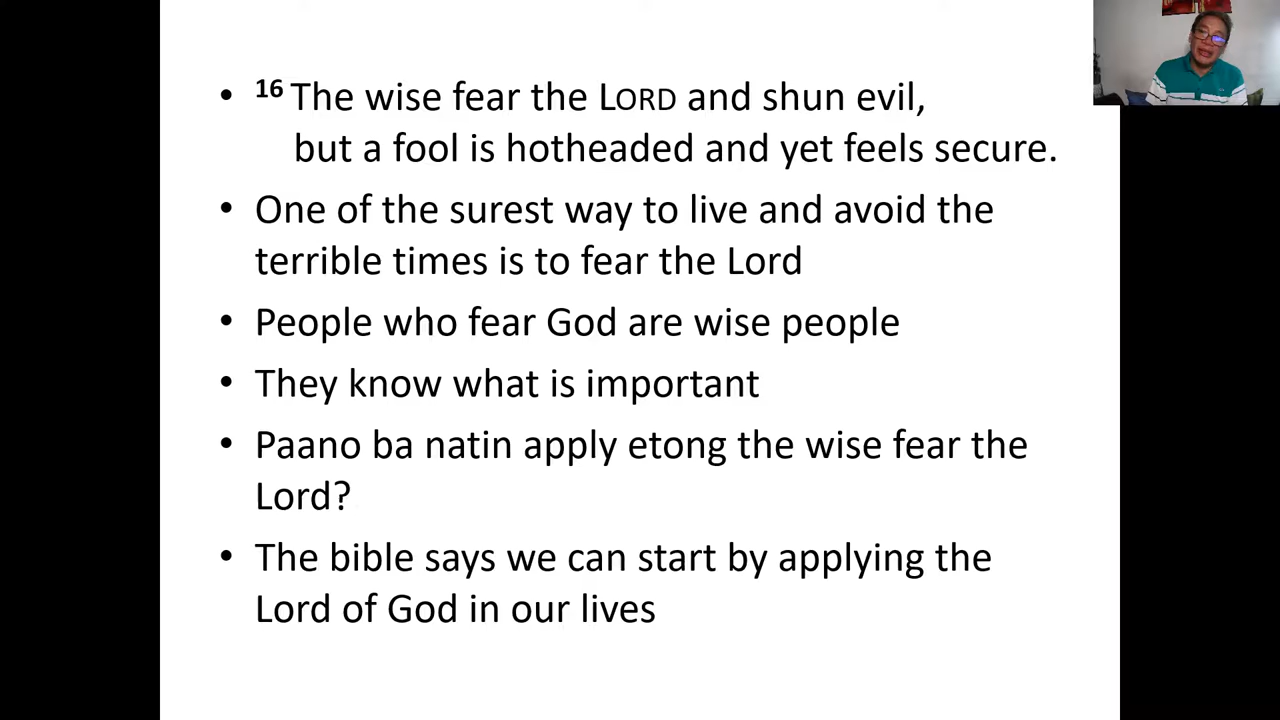 • 16 The wise fear the LORD and shun evil,
but a fool is hotheaded and yet feels secure.
• One of the surest way to live and avoid the
terrible times is to fear the Lord
• People who fear God are wise people
• They know what is important
• Paano ba natin apply etong the wise fear the
Lord?
• The bible says we can start by applying the
Lord of God in our lives